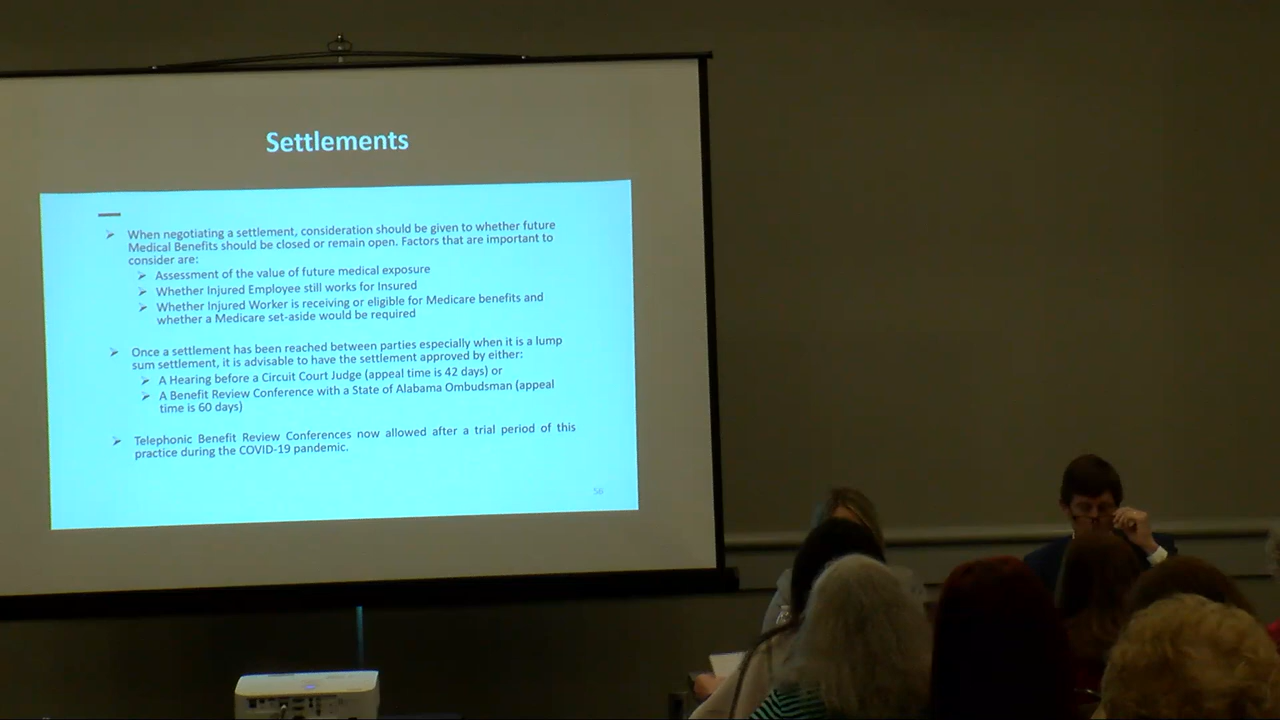 Settlements
➢ When negotiating a settlement, consideration should be given to whether future
Medical Benefits should be closed or remain open. Factors that are important to
consider are:
➢ Assessment of the value of future medical exposure
➢ Whether Injured Employee still works for Insured
➢ Whether Injured Worker is receiving or eligible for Medicare benefits and
whether a Medicare set-aside would be required
➢ Once a settlement has been reached between parties especially when it is a lump
sum settlement, it is advisable to have the settlement approved by either:
➢ A Hearing before a Circuit Court Judge (appeal time is 42 days) or
➢ A Benefit Review Conference with a State of Alabama Ombudsman (appeal
time is 60 days)
➢ Telephonic Benefit Review Conferences now allowed after a trial period of this
practice during the COVID-19 pandemic.
56